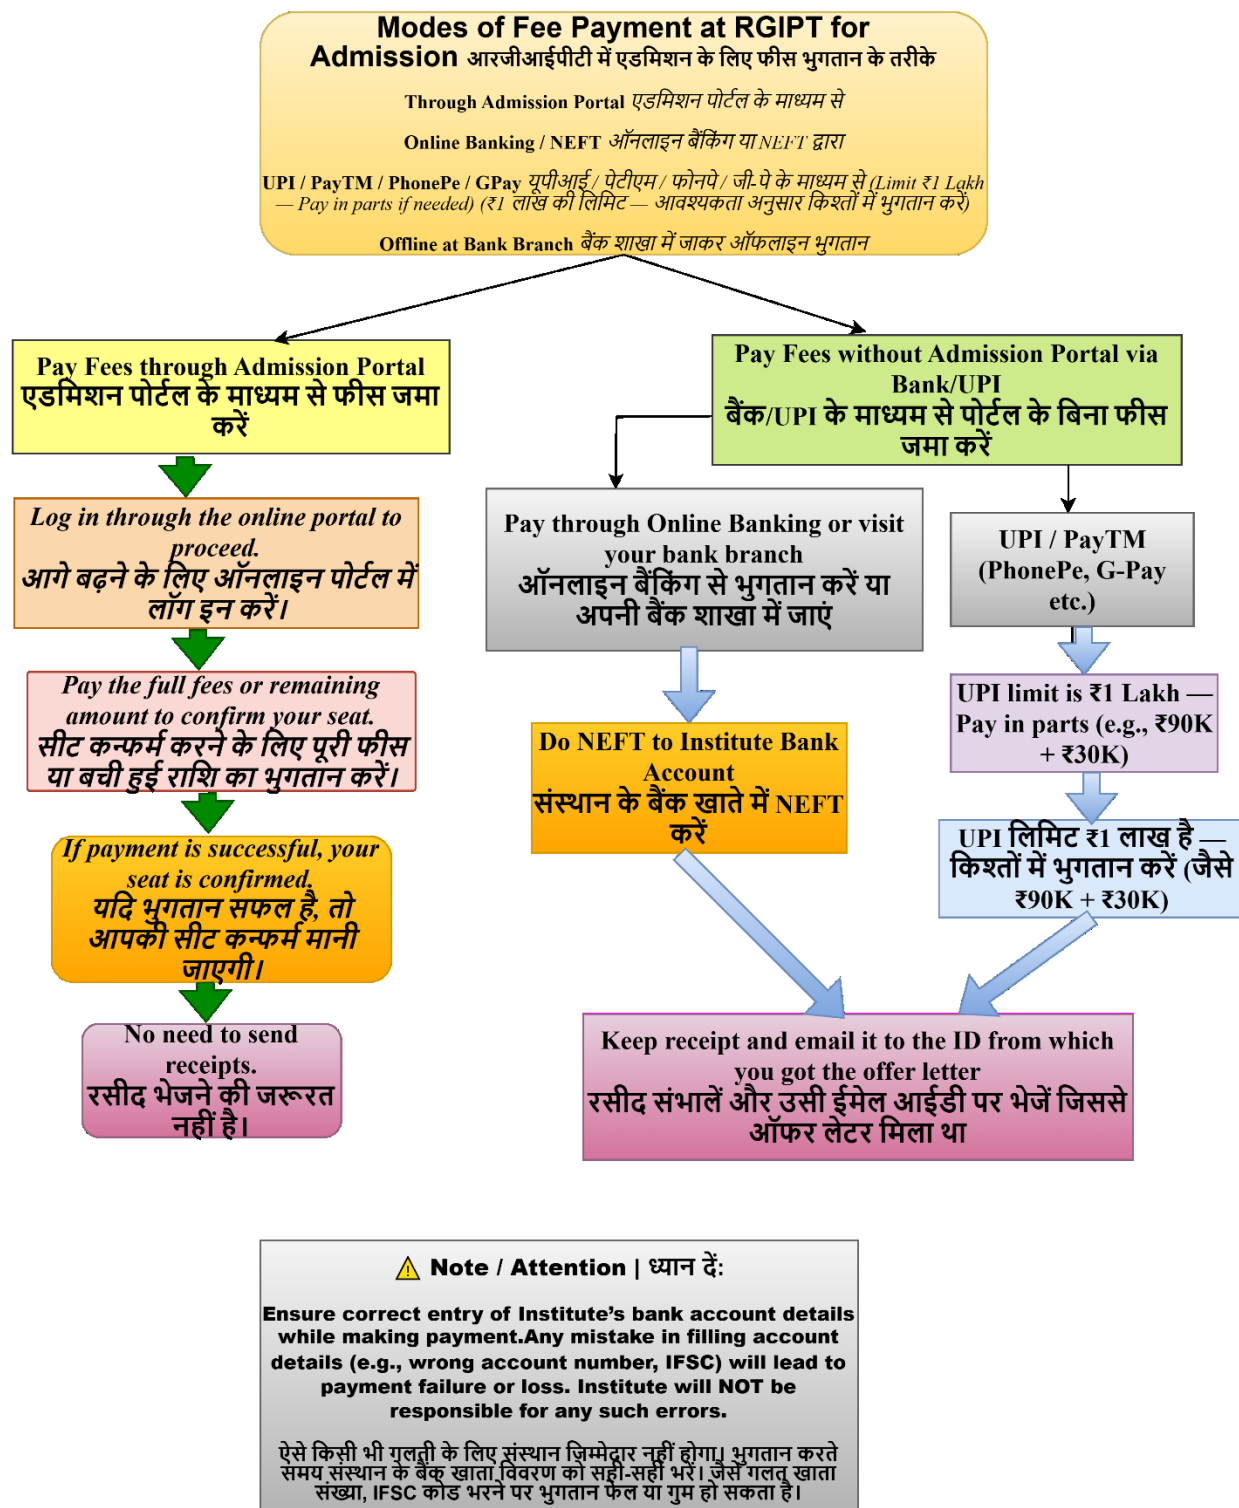 Modes of Fee Payment at RGIPT for
Admission आरजीआईपीटी में एडमिशन के लिए फीस भुगतान के तरीके
Through Admission Portal एडमिशन पोर्टल के माध्यम से
Online Banking / NEFT ऑनलाइन बैंकिंग या NEFT द्वारा
UPI / PayTM / PhonePe / GPay यूपीआई / पेटीएम / फोनपे / जी-पे के माध्यम से (Limit ₹1 Lakh
— Pay in parts if needed) (₹1 लाख की लिमिट — आवश्यकता अनुसार किश्तों में भुगतान करें)
Offline at Bank Branch बैंक शाखा में जाकर ऑफलाइन भुगतान
Pay Fees through Admission Portal
एडमिशन पोर्टल के माध्यम से फीस जमा
करें
Log in through the online portal to
proceed.
आगे बढ़ने के लिए ऑनलाइन पोर्टल में
लॉग इन करें।
Pay the full fees or remaining
amount to confirm your seat.
सीट कन्फर्म करने के लिए पूरी फीस
या बची हुई राशि का भुगतान करें।
If payment is successful, your
seat is confirmed.
यदि भुगतान सफल है, तो
आपकी सीट कन्फर्म मानी
जाएगी।
No need to send
receipts.
रसीद भेजने की जरूरत
नहीं है।
Pay Fees without Admission Portal via
Bank/UPI
बैंक/UPI के माध्यम से पोर्टल के बिना फीस
जमा करें
Pay through Online Banking or visit
your bank branch
ऑनलाइन बैंकिंग से भुगतान करें या
अपनी बैंक शाखा में जाएं
Do NEFT to Institute Bank
Account
संस्थान के बैंक खाते में NEFT
करें
UPI / PayTM
(PhonePe, G-Pay
etc.)
UPI limit is ₹1 Lakh —
Pay in parts (e.g., ₹90K
+ ₹30K)
UPI लिमिट ₹1 लाख है —
किश्तों में भुगतान करें (जैसे
₹90K + ₹30K)
Keep receipt and email it to the ID from which
you got the offer letter
रसीद संभालें और उसी ईमेल आईडी पर भेजें जिससे
ऑफर लेटर मिला था
⚠ Note / Attention | ध्यान दें:
Ensure correct entry of Institute’s bank account details
while making payment.Any mistake in filling account
details (e.g., wrong account number, IFSC) will lead to
payment failure or loss. Institute will NOT be
responsible for any such errors.
ऐसे किसी भी गलती के लिए संस्थान जिम्मेदार नहीं होगा। भुगतान करते
समय संस्थान के बैंक खाता विवरण को सही-सही भरें। जैसे गलत खाता
संख्या, IFSC कोड भरने पर भुगतान फेल या गुम हो सकता है।